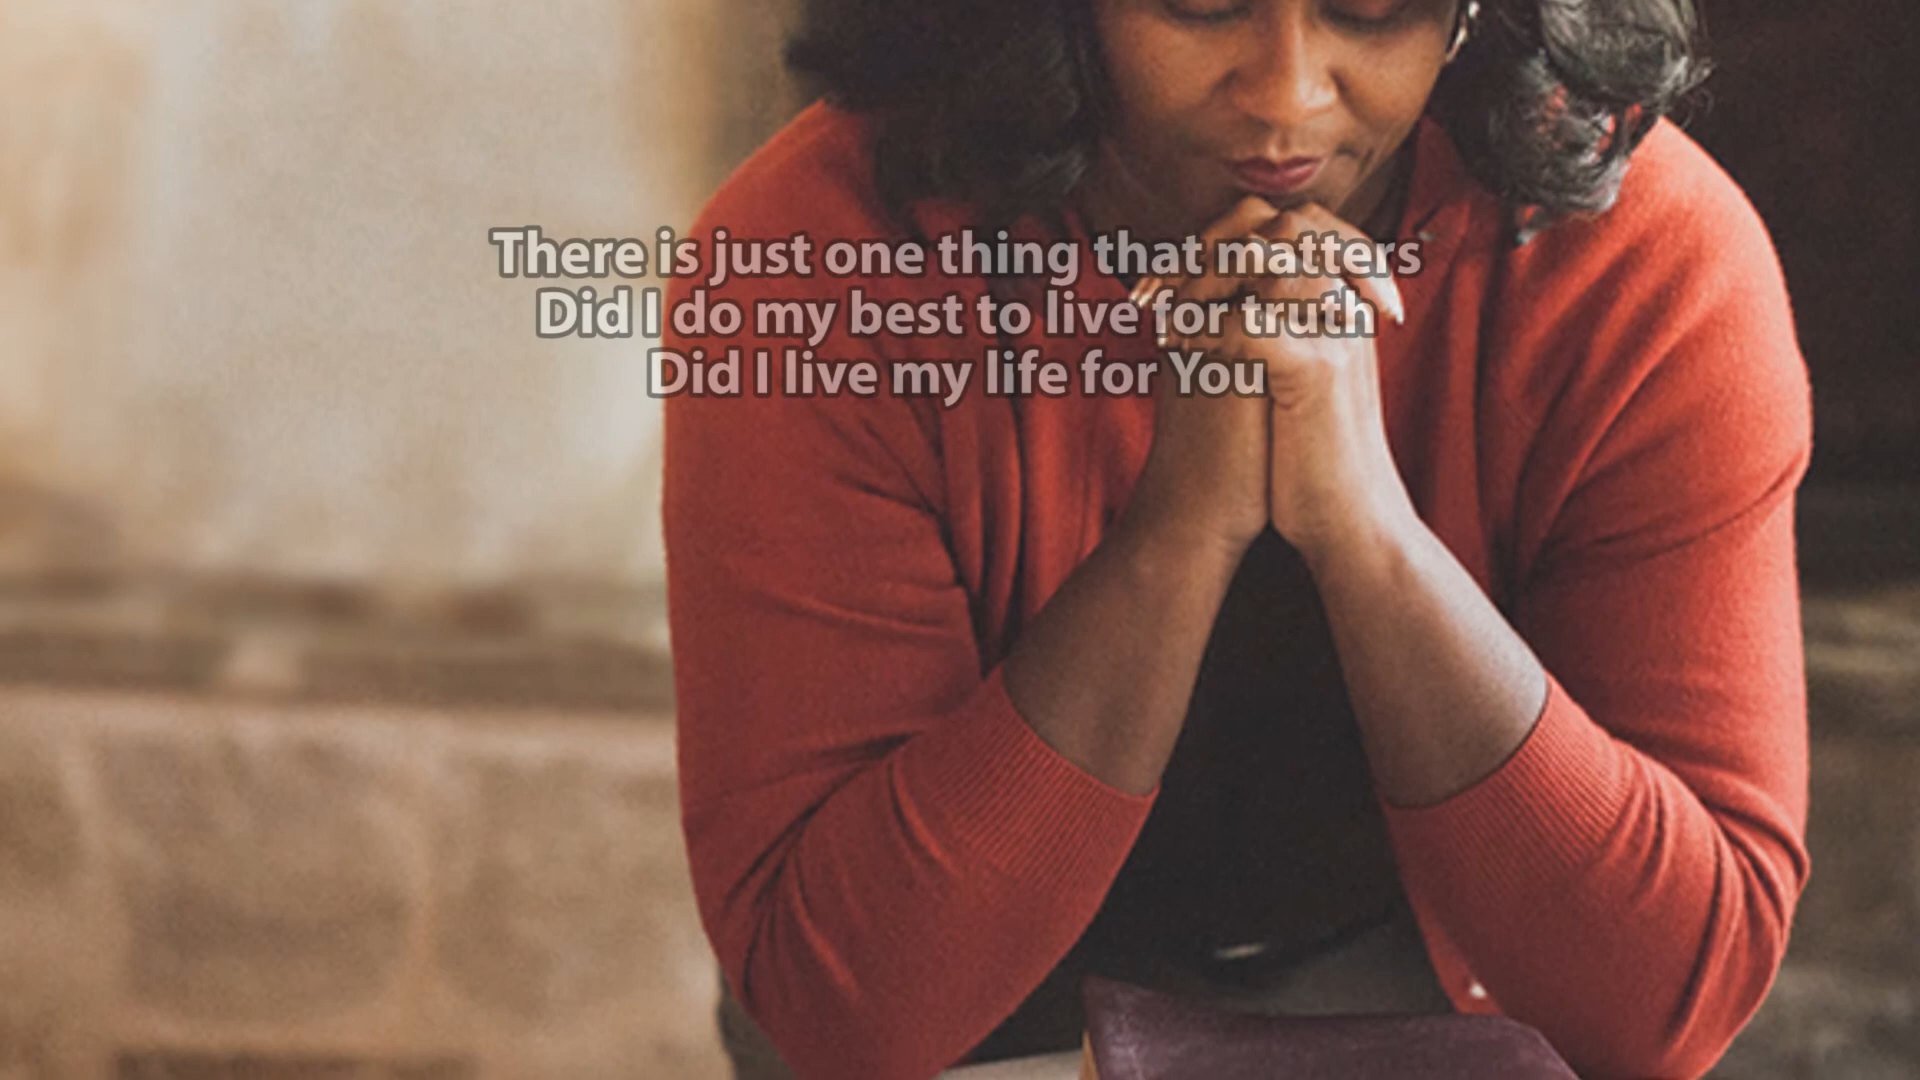 There is just one thing that matters
Did I do my best to live for truth
Did I live my life for You